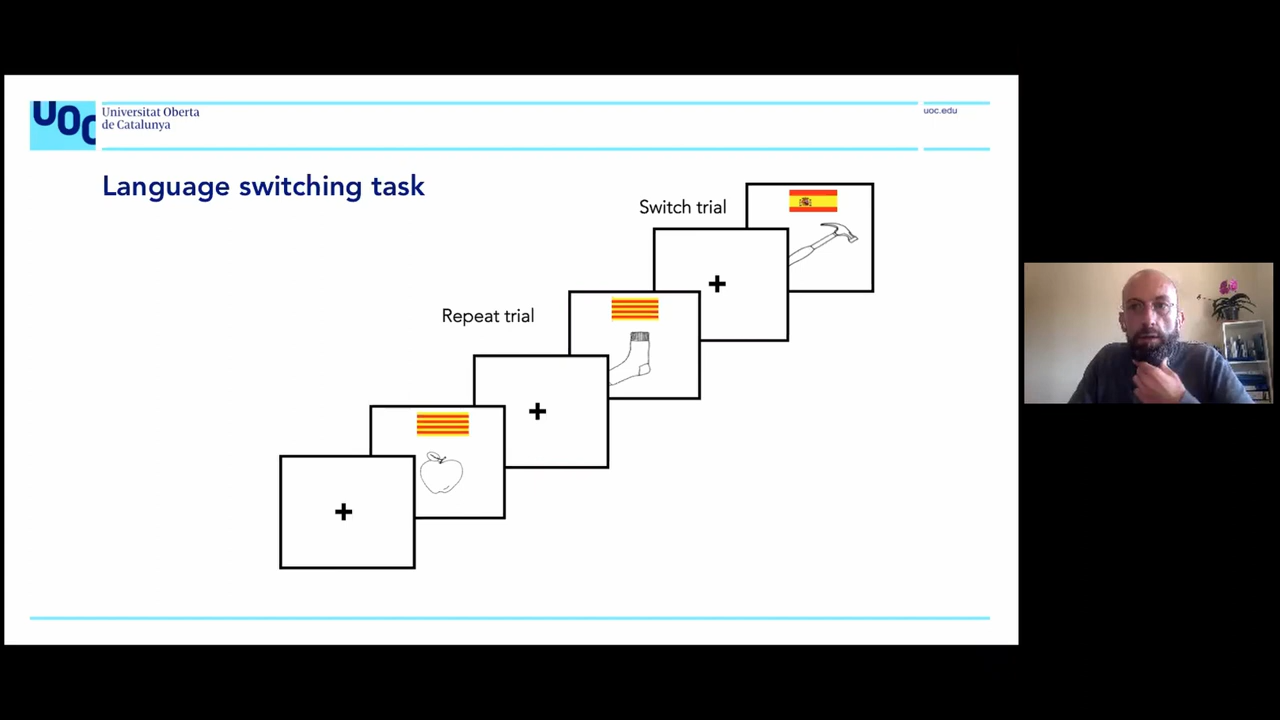 UOC
Universitat Oberta
de Catalunya
uoc.edu
Language switching task
Switch trial
Repeat trial